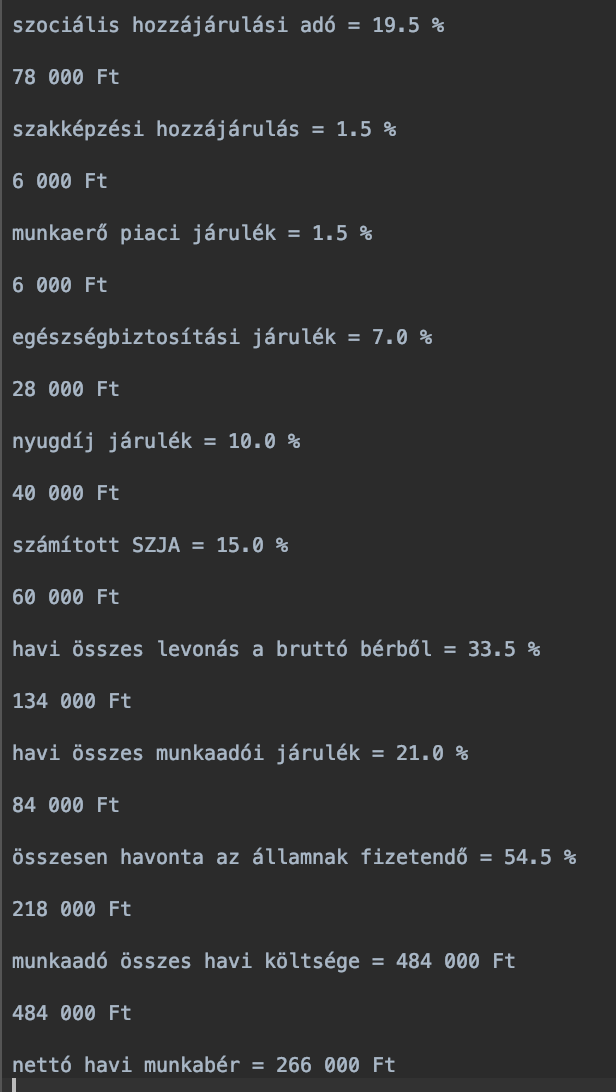 szociális hozzájárulási adó = 19.5 %
78 000 Ft
szakképzési hozzájárulás = 1.5 %
6 000 Ft
munkaerő piaci járulék = 1.5 %
6 000 Ft
egészségbiztosítási járulék = 7.0 %
28 000 Ft
nyugdíj járulék = 10.0 %
40 000 Ft
számított SZJA = 15.0 %
60 000 Ft
havi összes levonás a bruttó bérből = 33.5 %
134 000 Ft
havi összes munkaadói járulék = 21.0 %
84 000 Ft
összesen havonta az államnak fizetendő = 54.5 %
218 000 Ft
munkaadó összes havi költsége = 484 000 Ft
484 000 Ft
nettó havi munkabér = 266 000 Ft